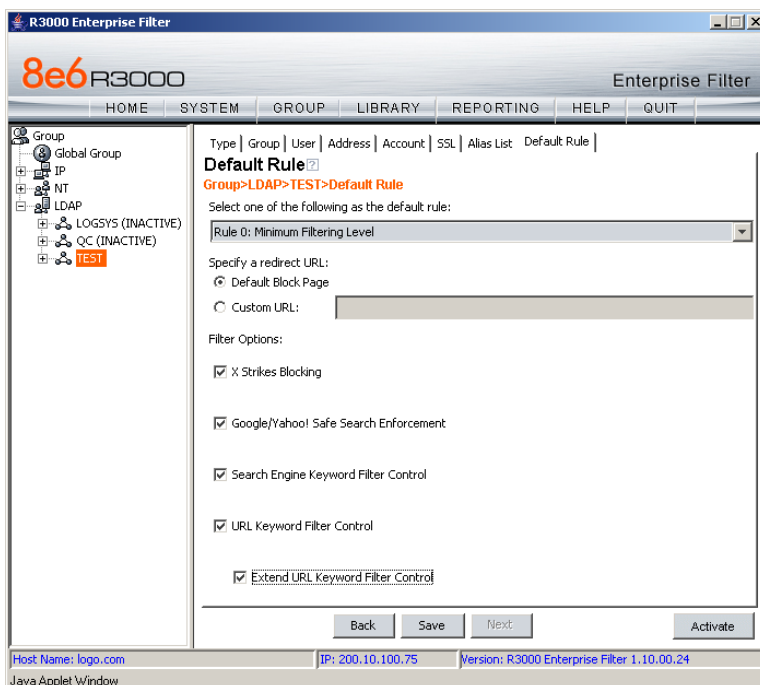 R3000 Enterprise Filter
8e6 R3000
Enterprise Filter
HOME SYSTEM GROUP LIBRARY REPORTING HELP QUIT
Group
Global Group
IP
NT
LDAP
LOGSYS (INACTIVE)
QC (INACTIVE)
TEST
Type | Group | User | Address | Account | SSL | Alias List Default Rule |
Default Rule ?
Group>LDAP>TEST>Default Rule
Select one of the following as the default rule:
Rule 0: Minimum Filtering Level
Specify a redirect URL:
Default Block Page
Custom URL:
Filter Options:
X Strikes Blocking
Google/Yahoo! Safe Search Enforcement
Search Engine Keyword Filter Control
URL Keyword Filter Control
Extend URL Keyword Filter Control
Back Save Next Activate
Host Name: logo.com IP: 200.10.100.75 Version: R3000 Enterprise Filter 1.10.00.24
Java Applet Window